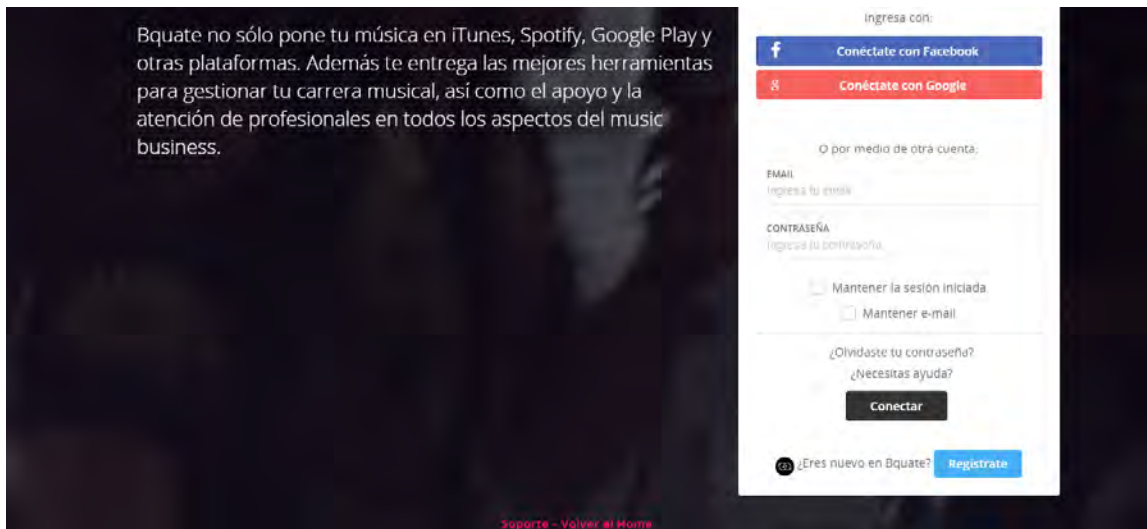 Bquate no sólo pone tu música en iTunes, Spotify, Google Play y
otras plataformas. Además te entrega las mejores herramientas
para gestionar tu carrera musical, así como el apoyo y la
atención de profesionales en todos los aspectos del music
business.
Ingresa con:
f Conéctate con Facebook
g Conéctate con Google
O por medio de otra cuenta:
EMAIL
Ingresa tu email
CONTRASEÑA
Ingresa tu contraseña
Mantener la sesión iniciada
Mantener e-mail
¿Olvidaste tu contraseña?
¿Necesitas ayuda?
Conectar
¿Eres nuevo en Bquate? Regístrate
Soporte - Volver al Home